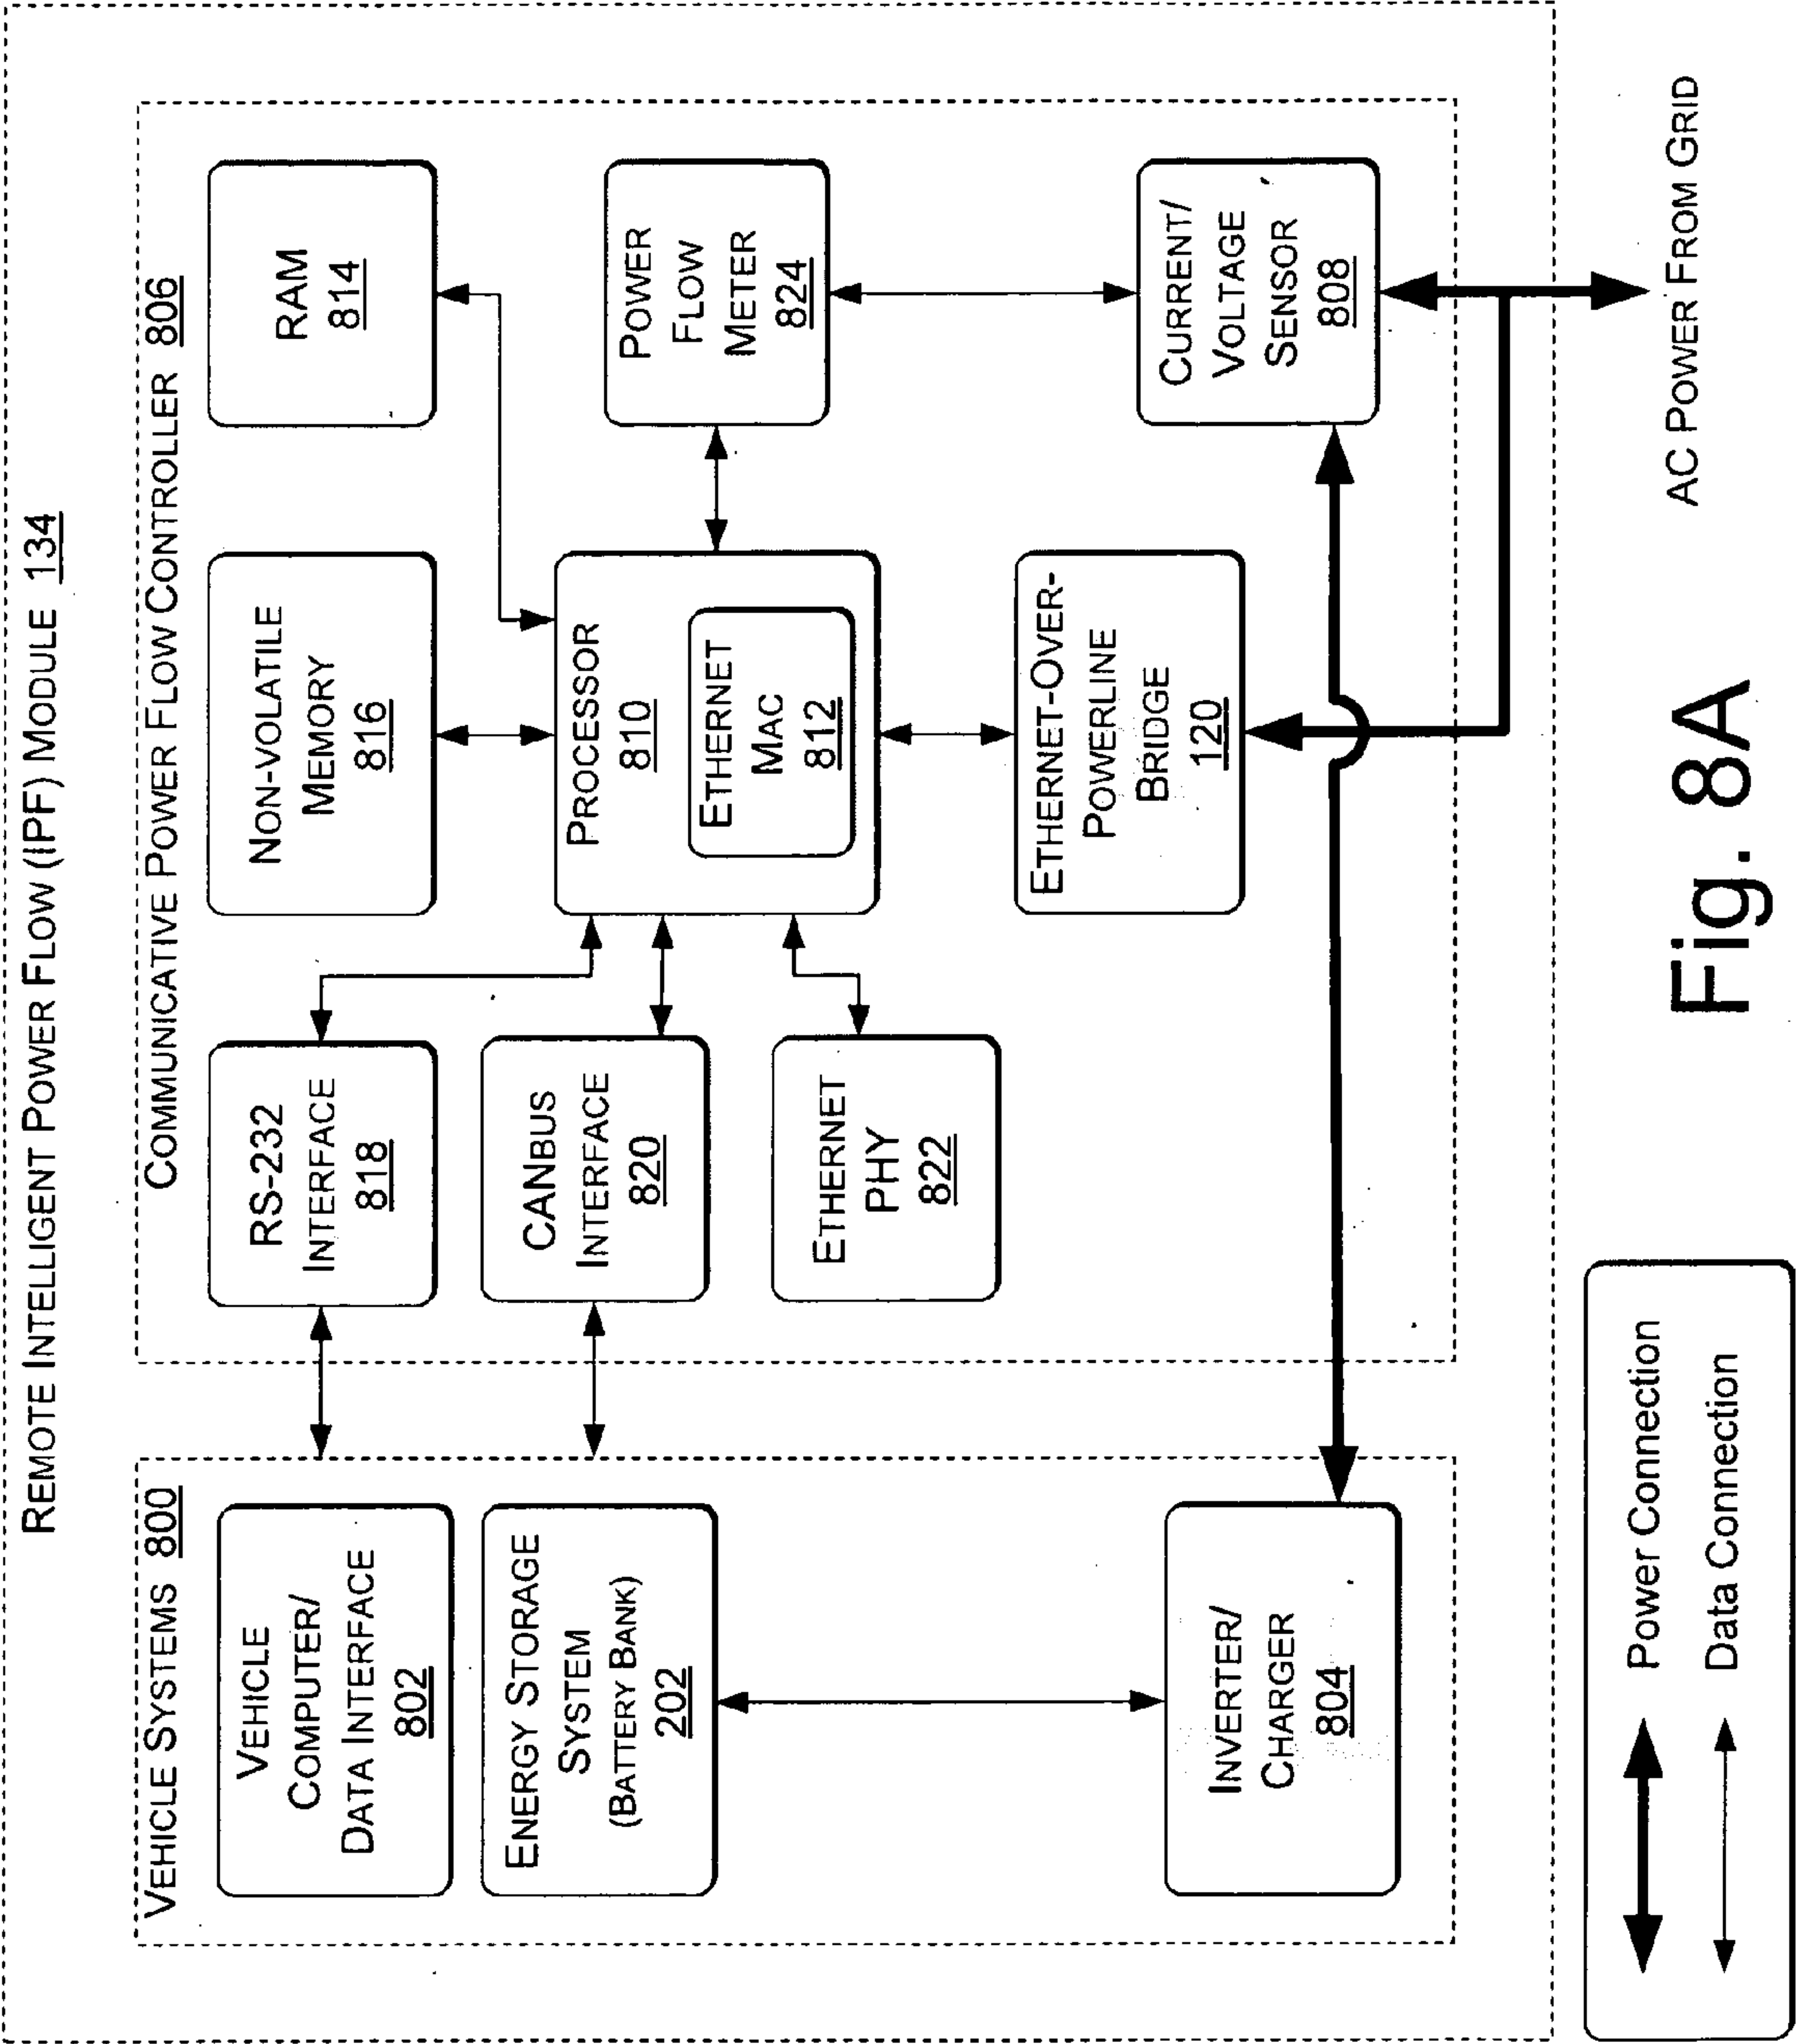 REMOTE INTELLIGENT POWER FLOW (IPF) MODULE 134
VEHICLE SYSTEMS 800
VEHICLE
COMPUTER/
DATA INTERFACE
802
ENERGY STORAGE
SYSTEM
(BATTERY BANK)
202
INVERTER/
CHARGER
804
COMMUNICATIVE POWER FLOW CONTROLLER 806
RS-232
INTERFACE
818
CANBUS
INTERFACE
820
ETHERNET
PHY
822
NON-VOLATILE
MEMORY
816
PROCESSOR
810
ETHERNET
MAC
812
ETHERNET-OVER-
POWERLINE
BRIDGE
120
RAM
814
POWER
FLOW
METER
824
CURRENT/
VOLTAGE
SENSOR
808
AC POWER FROM GRID
Power Connection
Data Connection
Fig. 8A